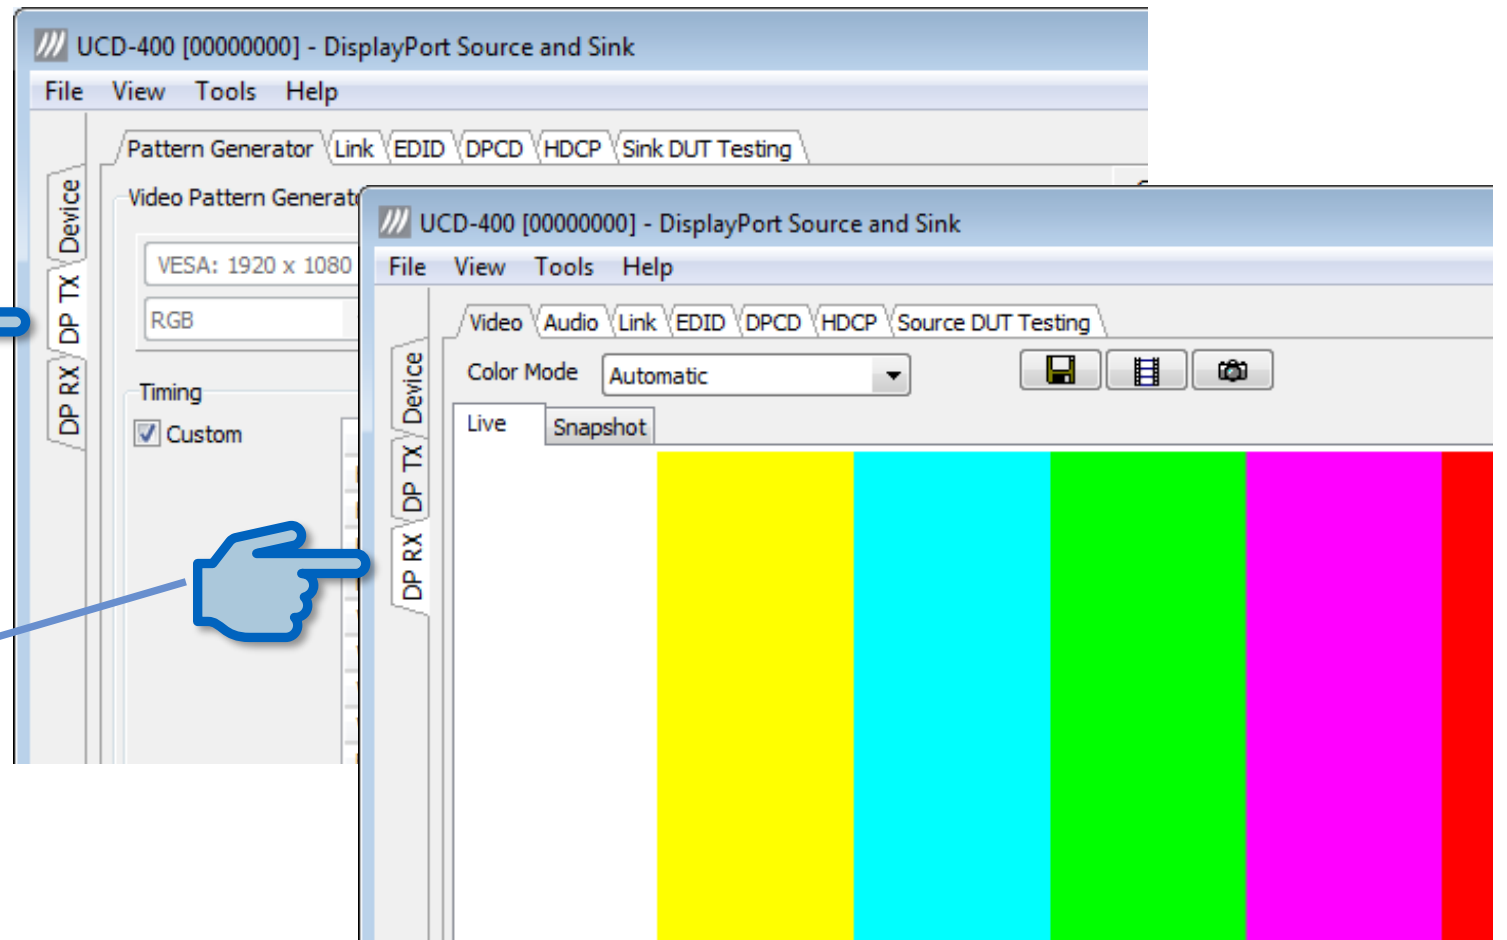 UCD-400 [00000000] - DisplayPort Source and Sink
File View Tools Help
Pattern Generator Link EDID DPCD HDCP Sink DUT Testing
Device
DP TX
DP RX
Video Pattern Generato
VESA: 1920 x 1080
RGB
Timing
Custom
UCD-400 [00000000] - DisplayPort Source and Sink
File View Tools Help
Video Audio Link EDID DPCD HDCP Source DUT Testing
Device
DP TX
DP RX
Color Mode Automatic
Live Snapshot